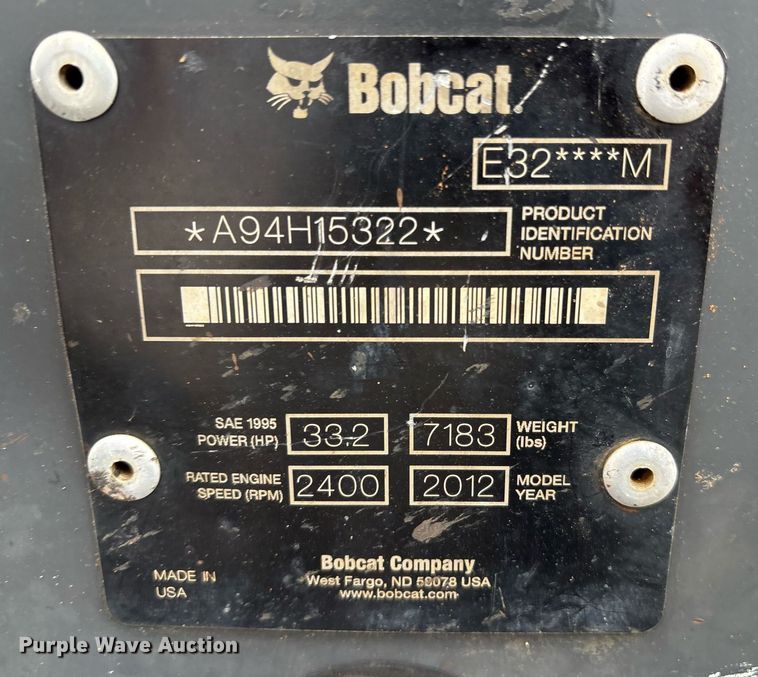 Bobcat.
E32****M
*A94H15322*
PRODUCT
IDENTIFICATION
NUMBER
SAE 1995
POWER (HP)
33.2
7183
WEIGHT
(lbs)
RATED ENGINE
SPEED (RPM)
2400
2012
MODEL
YEAR
Bobcat Company
West Fargo, ND 58078 USA
www.bobcat.com
MADE IN
USA
Purple Wave Auction